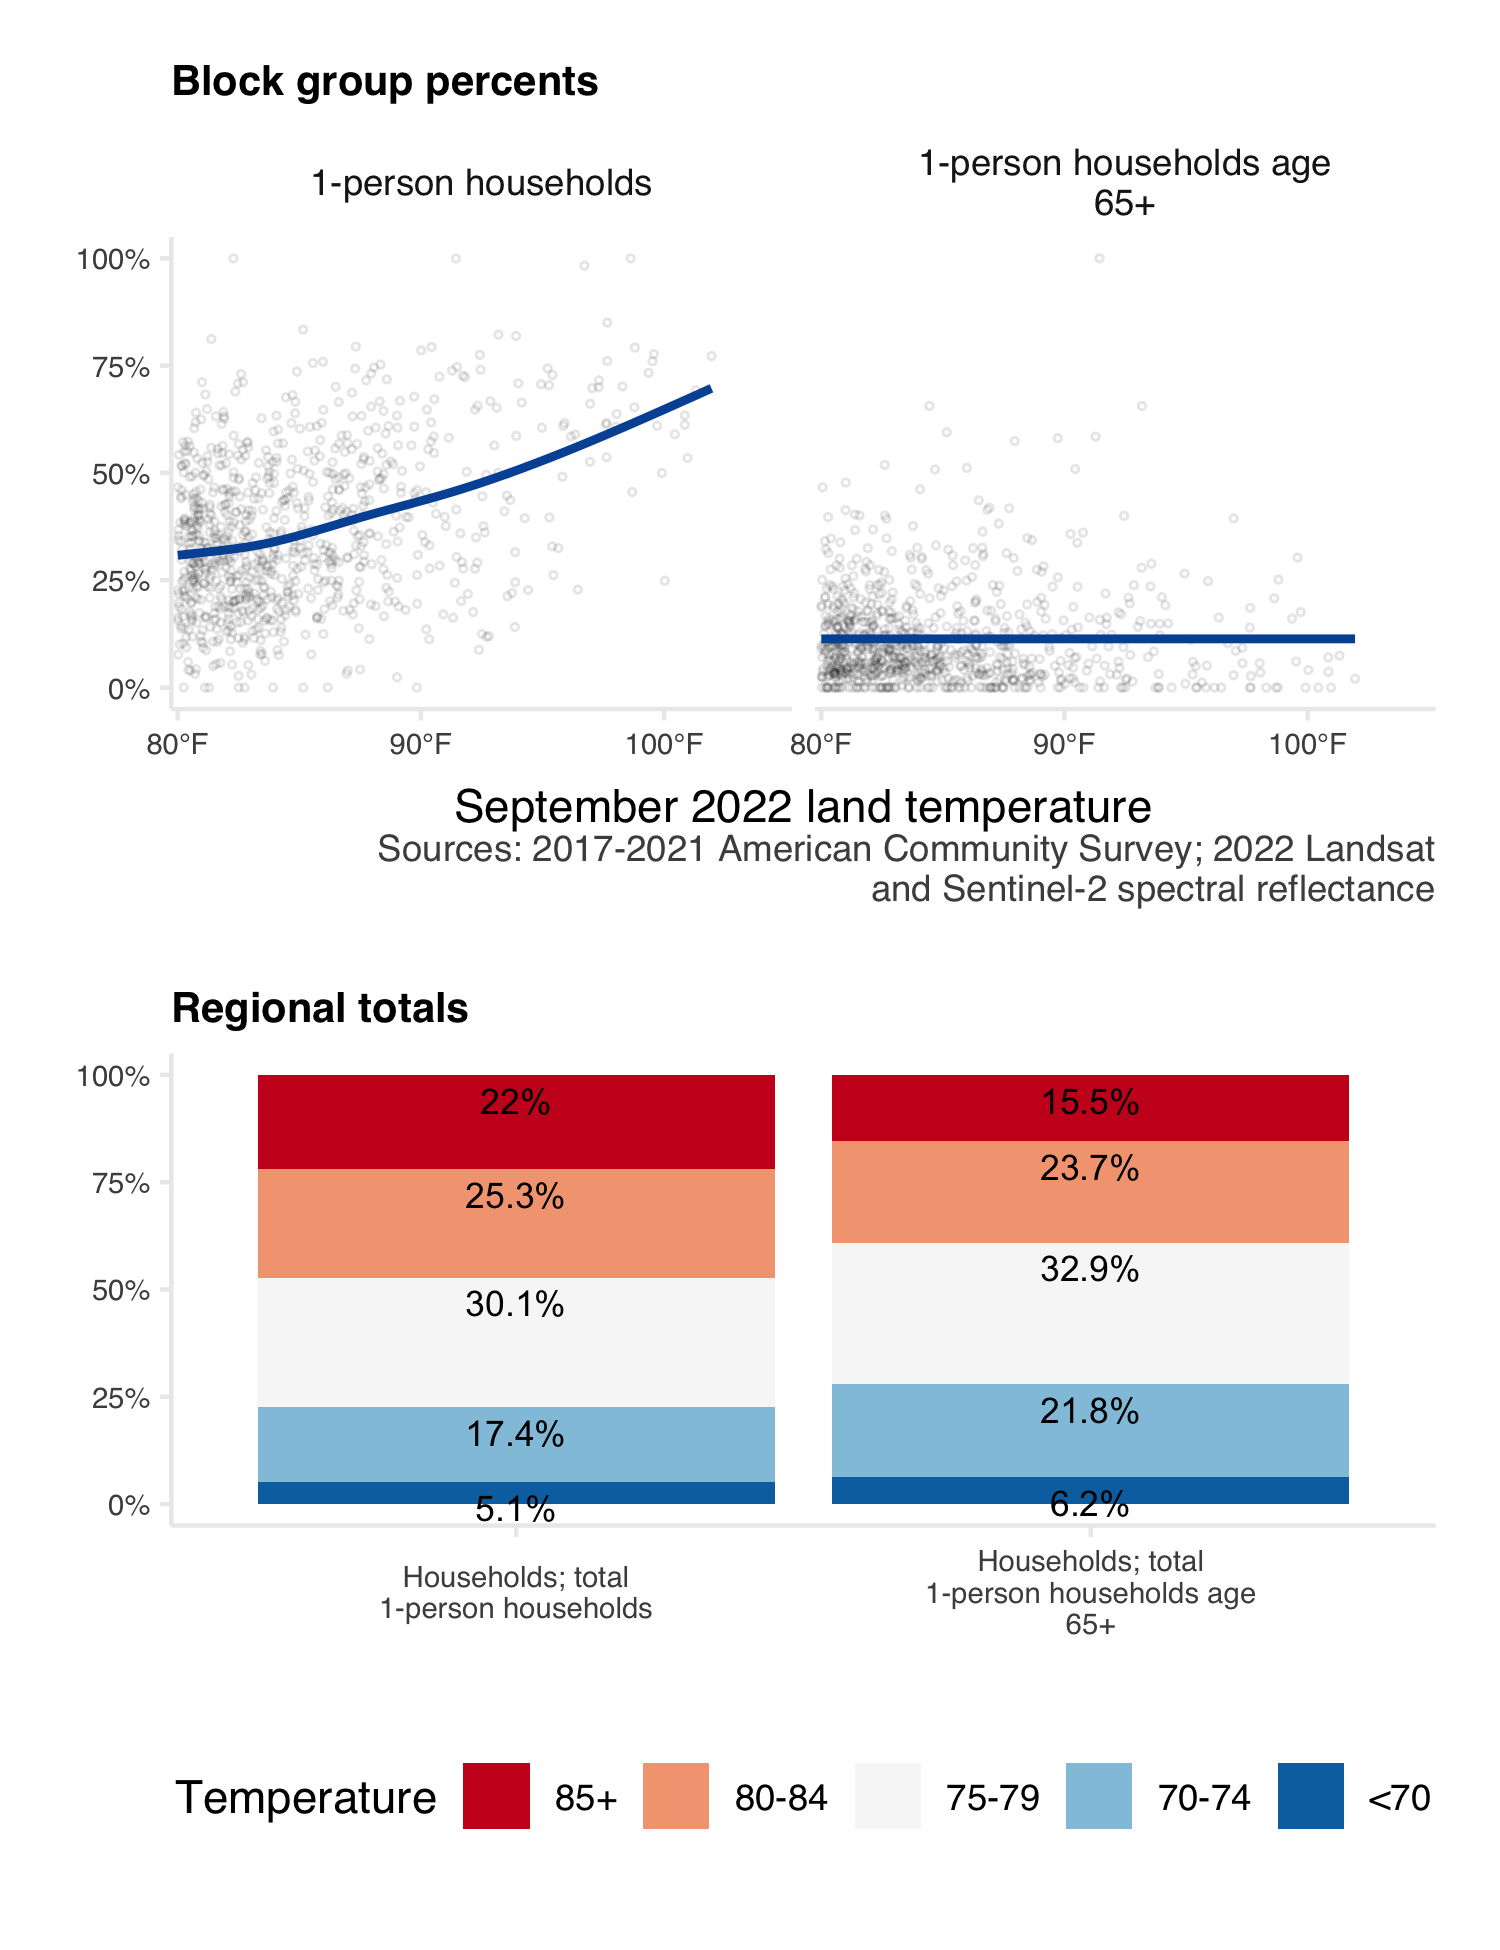 Block group percents
1-person households
1-person households age
65+
100%
75%
50%
25%
0%
80°F
90°F
100°F
80°F
90°F
100°F
September 2022 land temperature
Sources: 2017-2021 American Community Survey; 2022 Landsat
and Sentinel-2 spectral reflectance
Regional totals
100%
75%
50%
25%
0%
22%
25.3%
30.1%
17.4%
5.1%
15.5%
23.7%
32.9%
21.8%
6.2%
Households; total
1-person households
Households; total
1-person households age
65+
Temperature
85+
80-84
75-79
70-74
<70